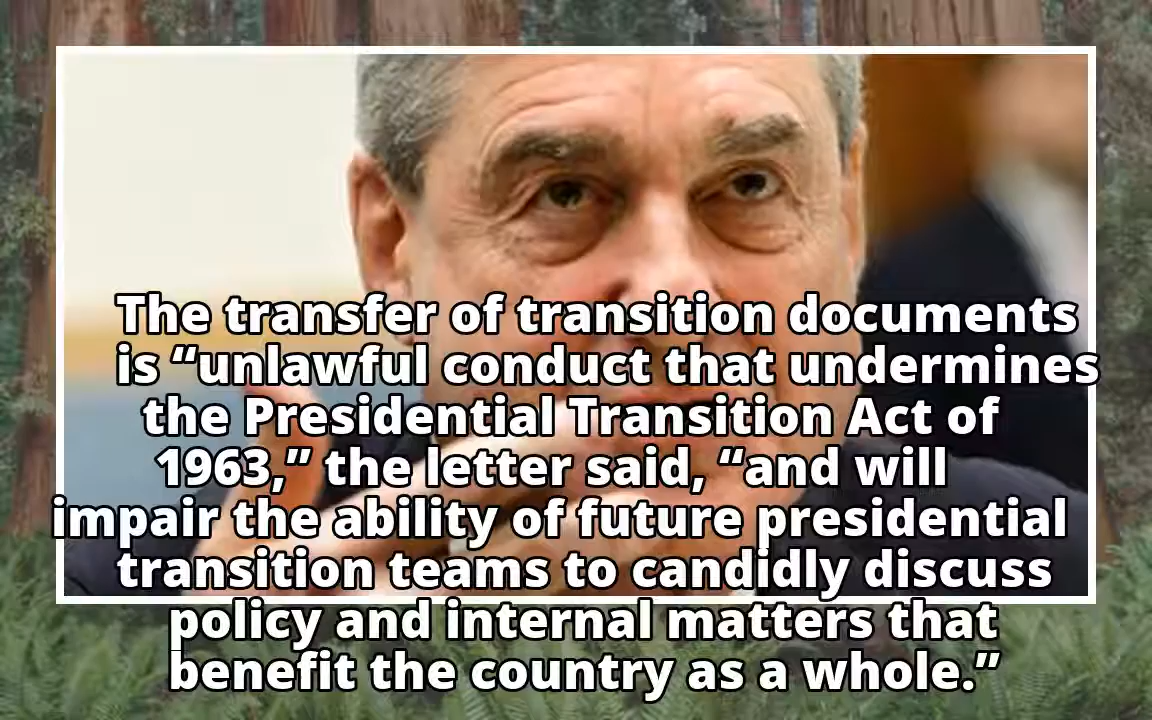 The transfer of transition documents
is “unlawful conduct that undermines
the Presidential Transition Act of
1963,” the letter said, “and will
impair the ability of future presidential
transition teams to candidly discuss
policy and internal matters that
benefit the country as a whole.”